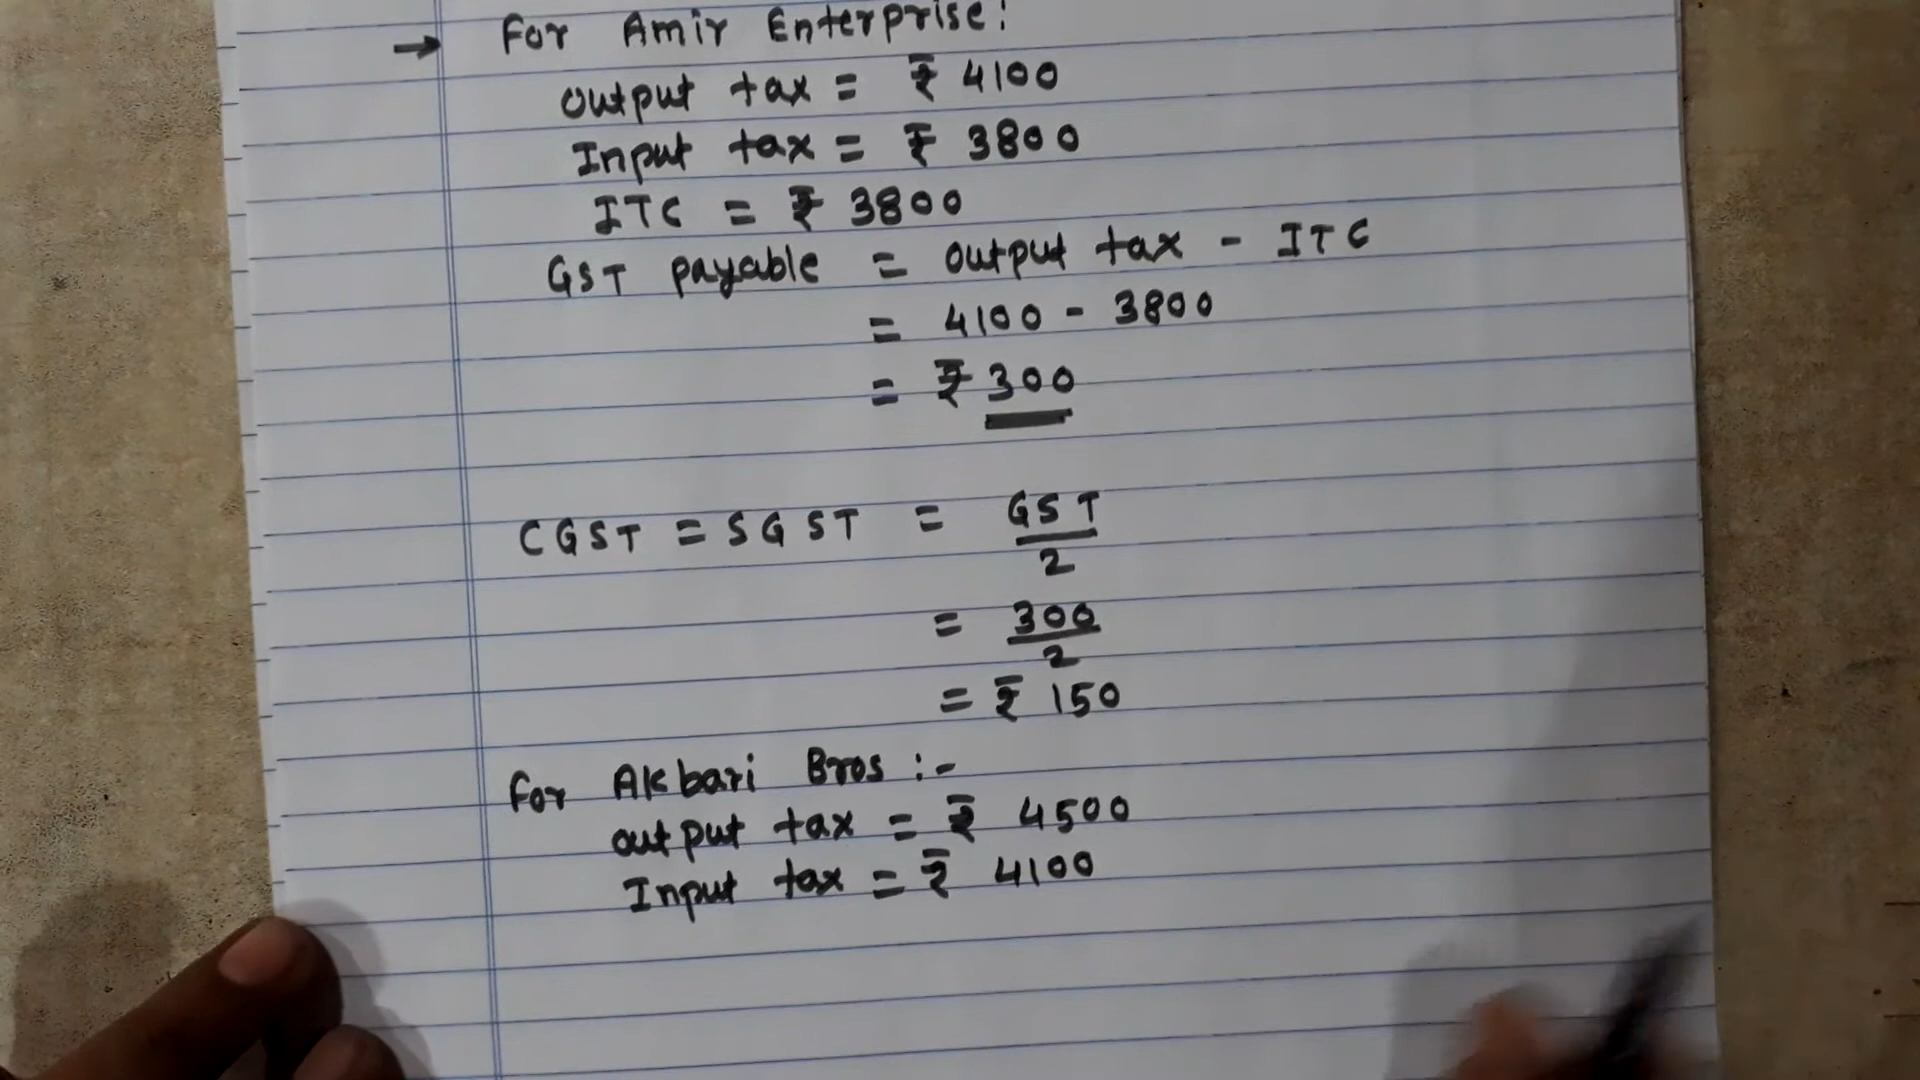 → For Amir Enterprise:
output tax = ₹ 4100
Input tax = ₹ 3800
ITC = ₹ 3800
GST payable = output tax - ITC
= 4100 - 3800
= ₹ 300
CGST = SGST = GST/2
= 300/2
= ₹ 150
For Akbari Bros :-
output tax = ₹ 4500
Input tax = ₹ 4100